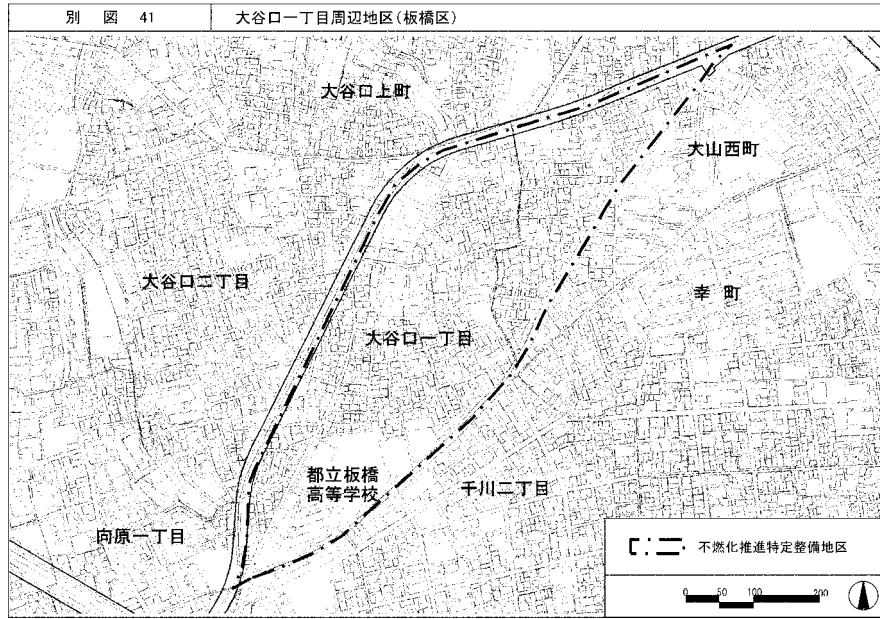 別 図 41 大谷口一丁目周辺地区(板橋区)
大谷口上町
大山西町
大谷口二丁目
幸 町
大谷口一丁目
都立板橋
高等学校
千川二丁目
向原一丁目
不燃化推進特定整備地区
0 50 100 200